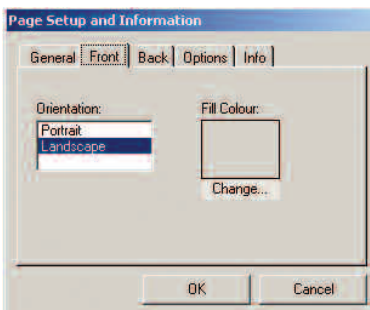 Page Setup and Information
General Front Back Options Info
Orientation: Fill Colour:
Portrait
Landscape
Change...
OK Cancel